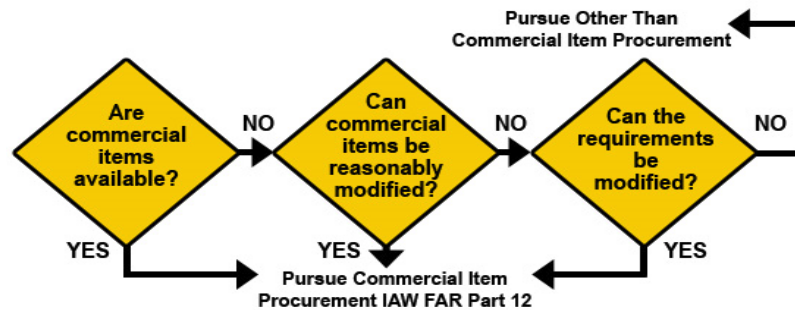 Pursue Other Than
Commercial Item Procurement
Are
commercial
items
available?
NO
Can
commercial
items be
reasonably
modified?
NO
Can the
requirements
be
modified?
NO
YES
YES
YES
Pursue Commercial Item
Procurement IAW FAR Part 12